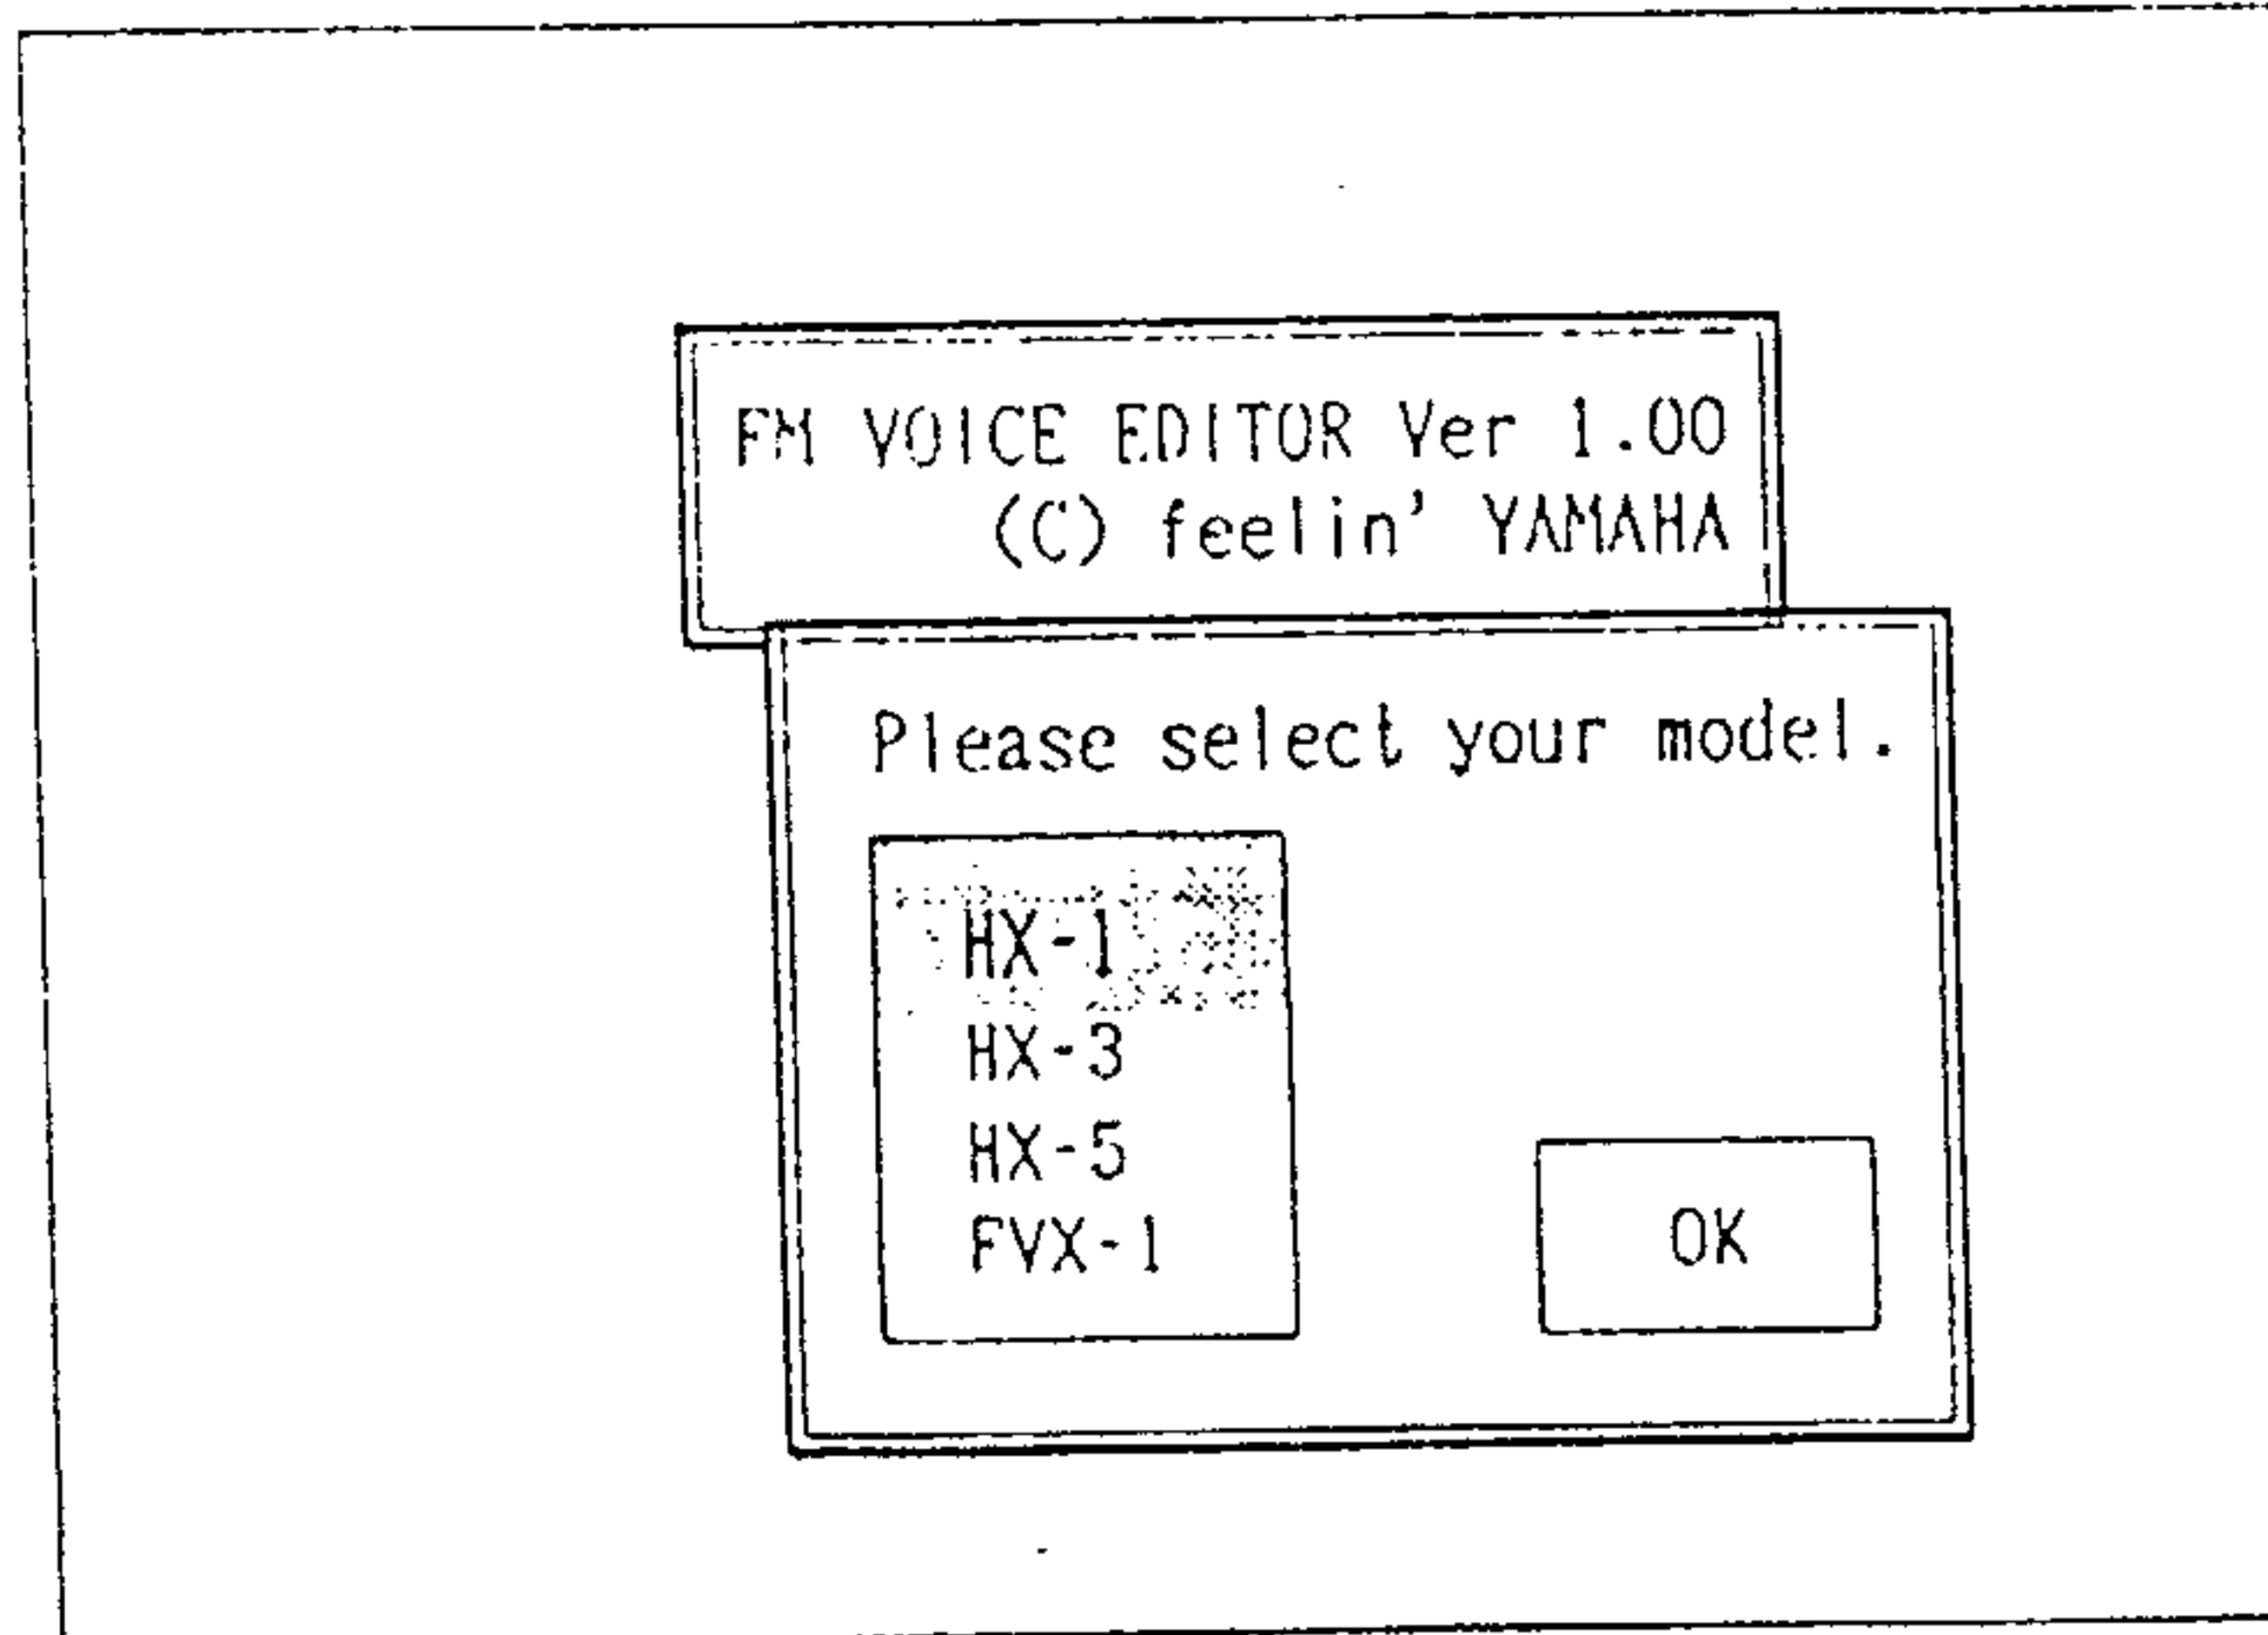 FM VOICE EDITOR Ver 1.00
(C) feelin' YAMAHA
Please select your model.
HX-1
HX-3
HX-5
FVX-1
OK